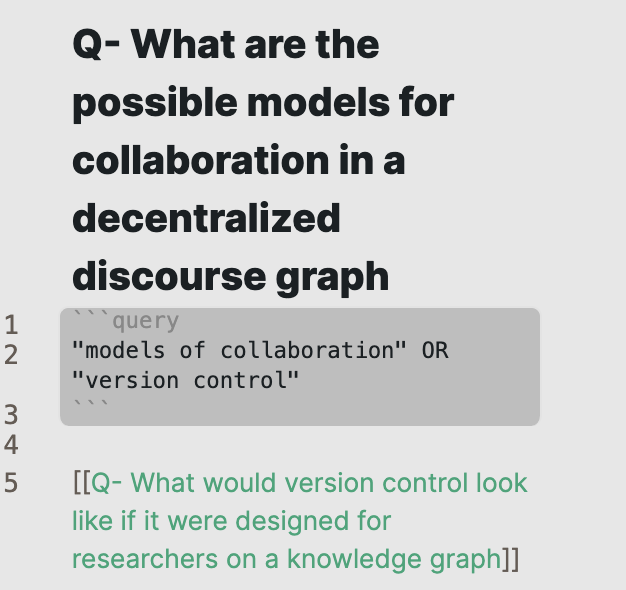 Q- What are the
possible models for
collaboration in a
decentralized
discourse graph
1 ```query
2 "models of collaboration" OR
"version control"
3 ```
4
5 [[Q- What would version control look
like if it were designed for
researchers on a knowledge graph]]